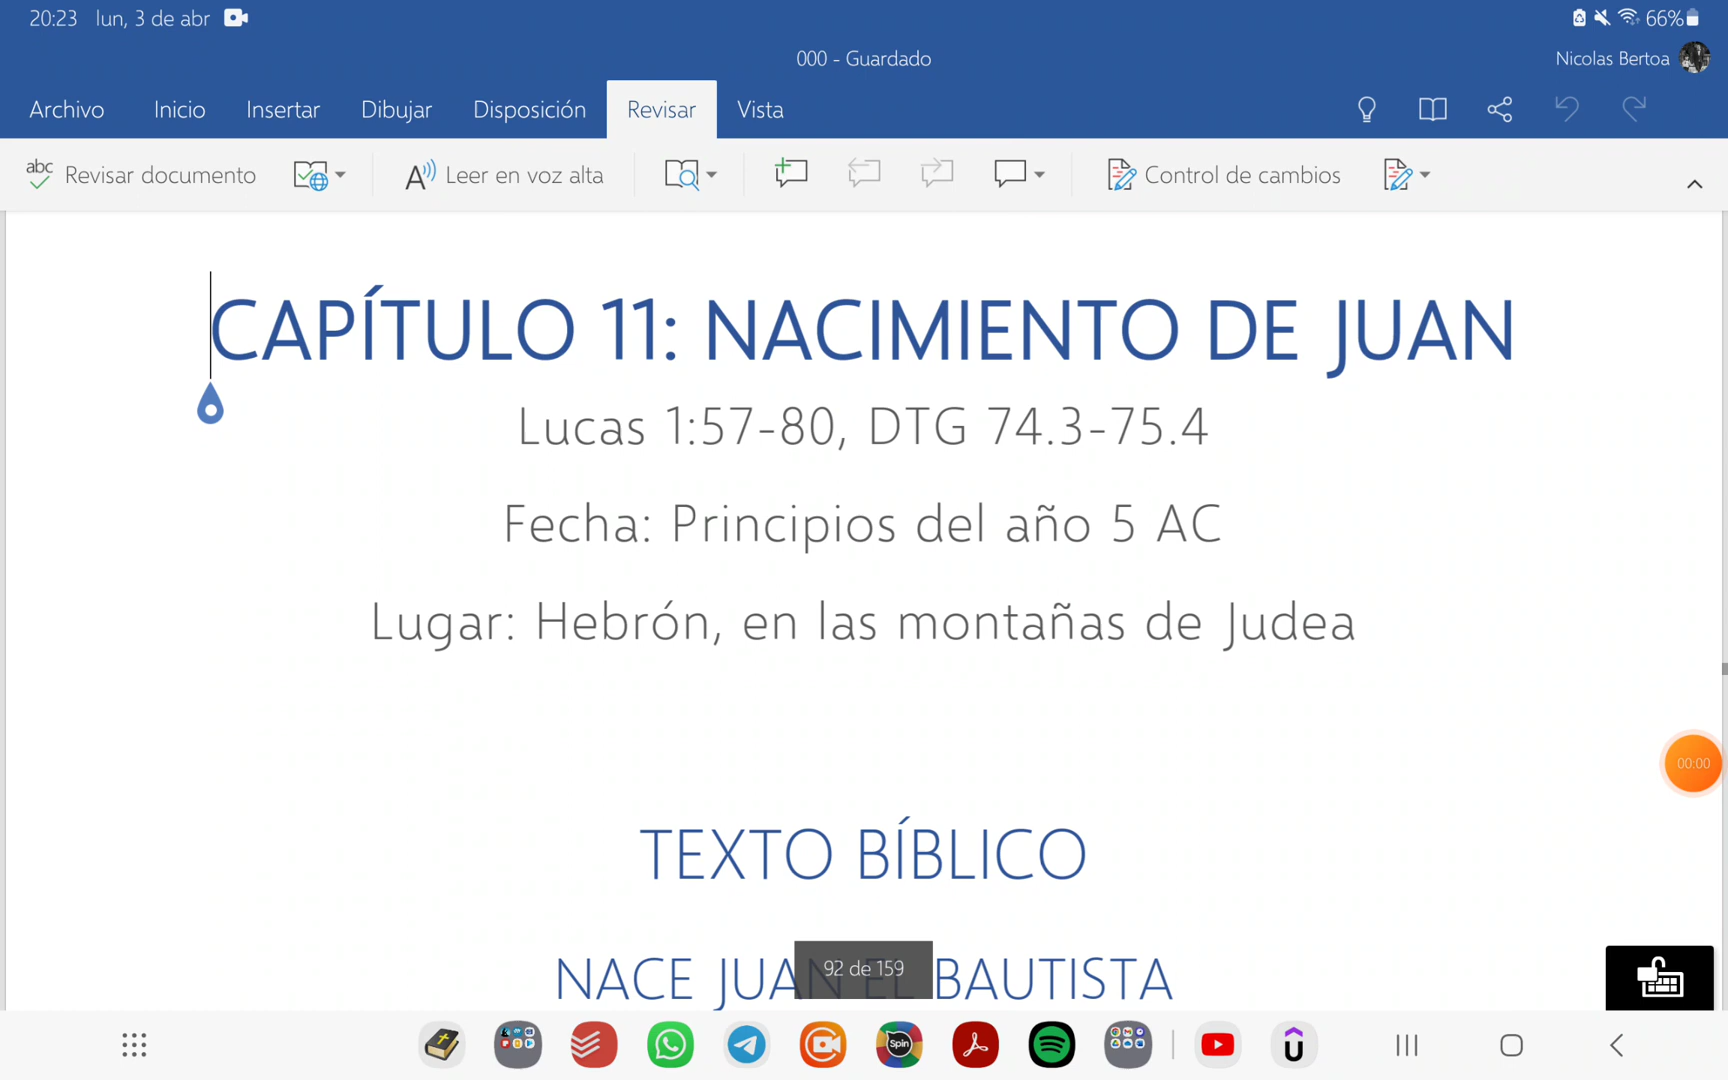 20:23 lun, 3 de abr 66%
000 - Guardado
Nicolas Bertoa
Archivo Inicio Insertar Dibujar Disposición Revisar Vista
abc Revisar documento A Leer en voz alta Control de cambios
CAPÍTULO 11: NACIMIENTO DE JUAN
Lucas 1:57-80, DTG 74.3-75.4
Fecha: Principios del año 5 AC
Lugar: Hebrón, en las montañas de Judea
00:00
TEXTO BÍBLICO
NACE JUAN EL BAUTISTA
92 de 159
Spin